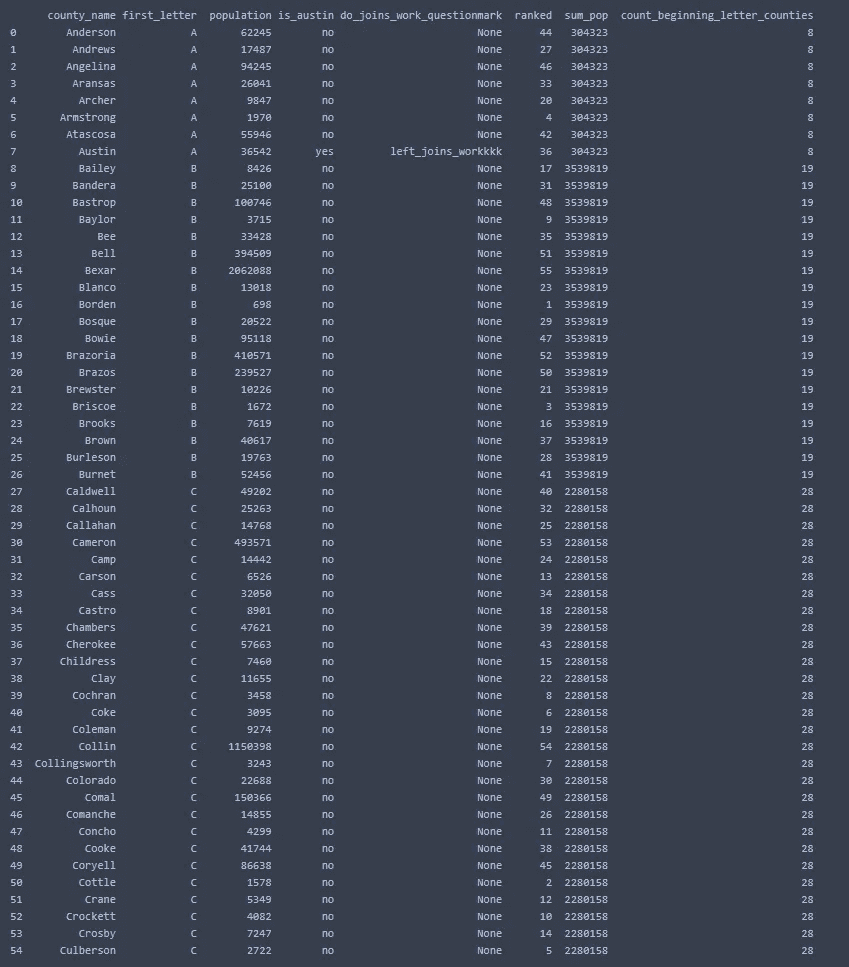 county_name first_letter population is_austin do_joins_work_questionmark ranked sum_pop count_beginning_letter_counties
0 Anderson A 62245 no None 44 304323 8
1 Andrews A 17487 no None 27 304323 8
2 Angelina A 94245 no None 46 304323 8
3 Aransas A 26041 no None 33 304323 8
4 Archer A 9847 no None 20 304323 8
5 Armstrong A 1970 no None 4 304323 8
6 Atascosa A 55946 no None 42 304323 8
7 Austin A 36542 yes left_joins_workkkk 36 304323 8
8 Bailey B 8426 no None 17 3539819 19
9 Bandera B 25100 no None 31 3539819 19
10 Bastrop B 100746 no None 48 3539819 19
11 Baylor B 3715 no None 9 3539819 19
12 Bee B 33428 no None 35 3539819 19
13 Bell B 394509 no None 51 3539819 19
14 Bexar B 2062088 no None 55 3539819 19
15 Blanco B 13018 no None 23 3539819 19
16 Borden B 698 no None 1 3539819 19
17 Bosque B 20522 no None 29 3539819 19
18 Bowie B 95118 no None 47 3539819 19
19 Brazoria B 410571 no None 52 3539819 19
20 Brazos B 239527 no None 50 3539819 19
21 Brewster B 10226 no None 21 3539819 19
22 Briscoe B 1672 no None 3 3539819 19
23 Brooks B 7619 no None 16 3539819 19
24 Brown B 40617 no None 37 3539819 19
25 Burleson B 19763 no None 28 3539819 19
26 Burnet B 52456 no None 41 3539819 19
27 Caldwell C 49202 no None 40 2280158 28
28 Calhoun C 25263 no None 32 2280158 28
29 Callahan C 14768 no None 25 2280158 28
30 Cameron C 493571 no None 53 2280158 28
31 Camp C 14442 no None 24 2280158 28
32 Carson C 6526 no None 13 2280158 28
33 Cass C 32050 no None 34 2280158 28
34 Castro C 8901 no None 18 2280158 28
35 Chambers C 47621 no None 39 2280158 28
36 Cherokee C 57663 no None 43 2280158 28
37 Childress C 7460 no None 15 2280158 28
38 Clay C 11655 no None 22 2280158 28
39 Cochran C 3458 no None 8 2280158 28
40 Coke C 3095 no None 6 2280158 28
41 Coleman C 9274 no None 19 2280158 28
42 Collin C 1150398 no None 54 2280158 28
43 Collingsworth C 3243 no None 7 2280158 28
44 Colorado C 22688 no None 30 2280158 28
45 Comal C 150366 no None 49 2280158 28
46 Comanche C 14855 no None 26 2280158 28
47 Concho C 4299 no None 11 2280158 28
48 Cooke C 41744 no None 38 2280158 28
49 Coryell C 86638 no None 45 2280158 28
50 Cottle C 1578 no None 2 2280158 28
51 Crane C 5349 no None 12 2280158 28
52 Crockett C 4082 no None 10 2280158 28
53 Crosby C 7247 no None 14 2280158 28
54 Culberson C 2722 no None 5 2280158 28